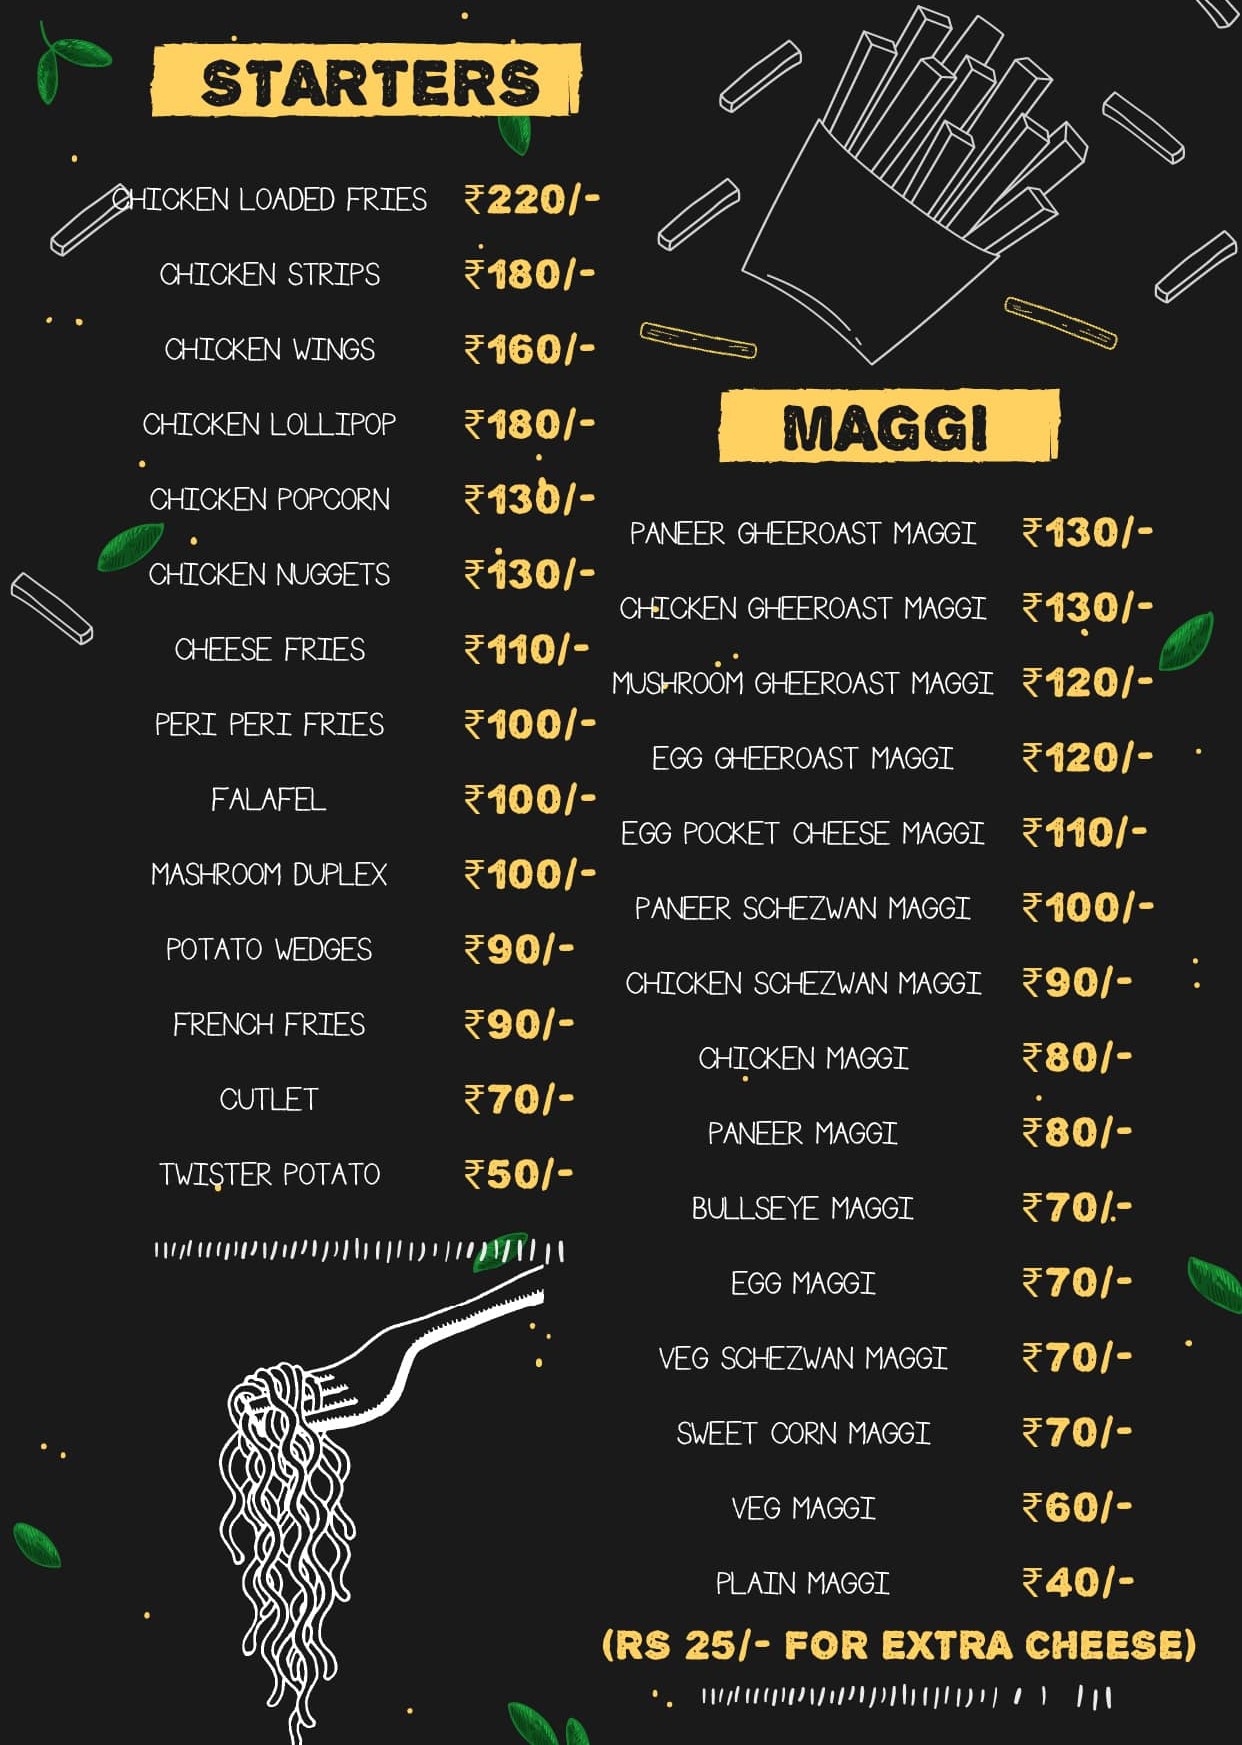 STARTERS
CHICKEN LOADED FRIES ₹220/-
CHICKEN STRIPS ₹180/-
CHICKEN WINGS ₹160/-
CHICKEN LOLLIPOP ₹180/-
CHICKEN POPCORN ₹130/-
CHICKEN NUGGETS ₹130/-
CHEESE FRIES ₹110/-
PERI PERI FRIES ₹100/-
FALAFEL ₹100/-
MASHROOM DUPLEX ₹100/-
POTATO WEDGES ₹90/-
FRENCH FRIES ₹90/-
CUTLET ₹70/-
TWISTER POTATO ₹50/-
MAGGI
PANEER GHEEROAST MAGGI ₹130/-
CHICKEN GHEEROAST MAGGI ₹130/-
MUSHROOM GHEEROAST MAGGI ₹120/-
EGG GHEEROAST MAGGI ₹120/-
EGG POCKET CHEESE MAGGI ₹110/-
PANEER SCHEZWAN MAGGI ₹100/-
CHICKEN SCHEZWAN MAGGI ₹90/-
CHICKEN MAGGI ₹80/-
PANEER MAGGI ₹80/-
BULLSEYE MAGGI ₹70/-
EGG MAGGI ₹70/-
VEG SCHEZWAN MAGGI ₹70/-
SWEET CORN MAGGI ₹70/-
VEG MAGGI ₹60/-
PLAIN MAGGI ₹40/-
(RS 25/- FOR EXTRA CHEESE)